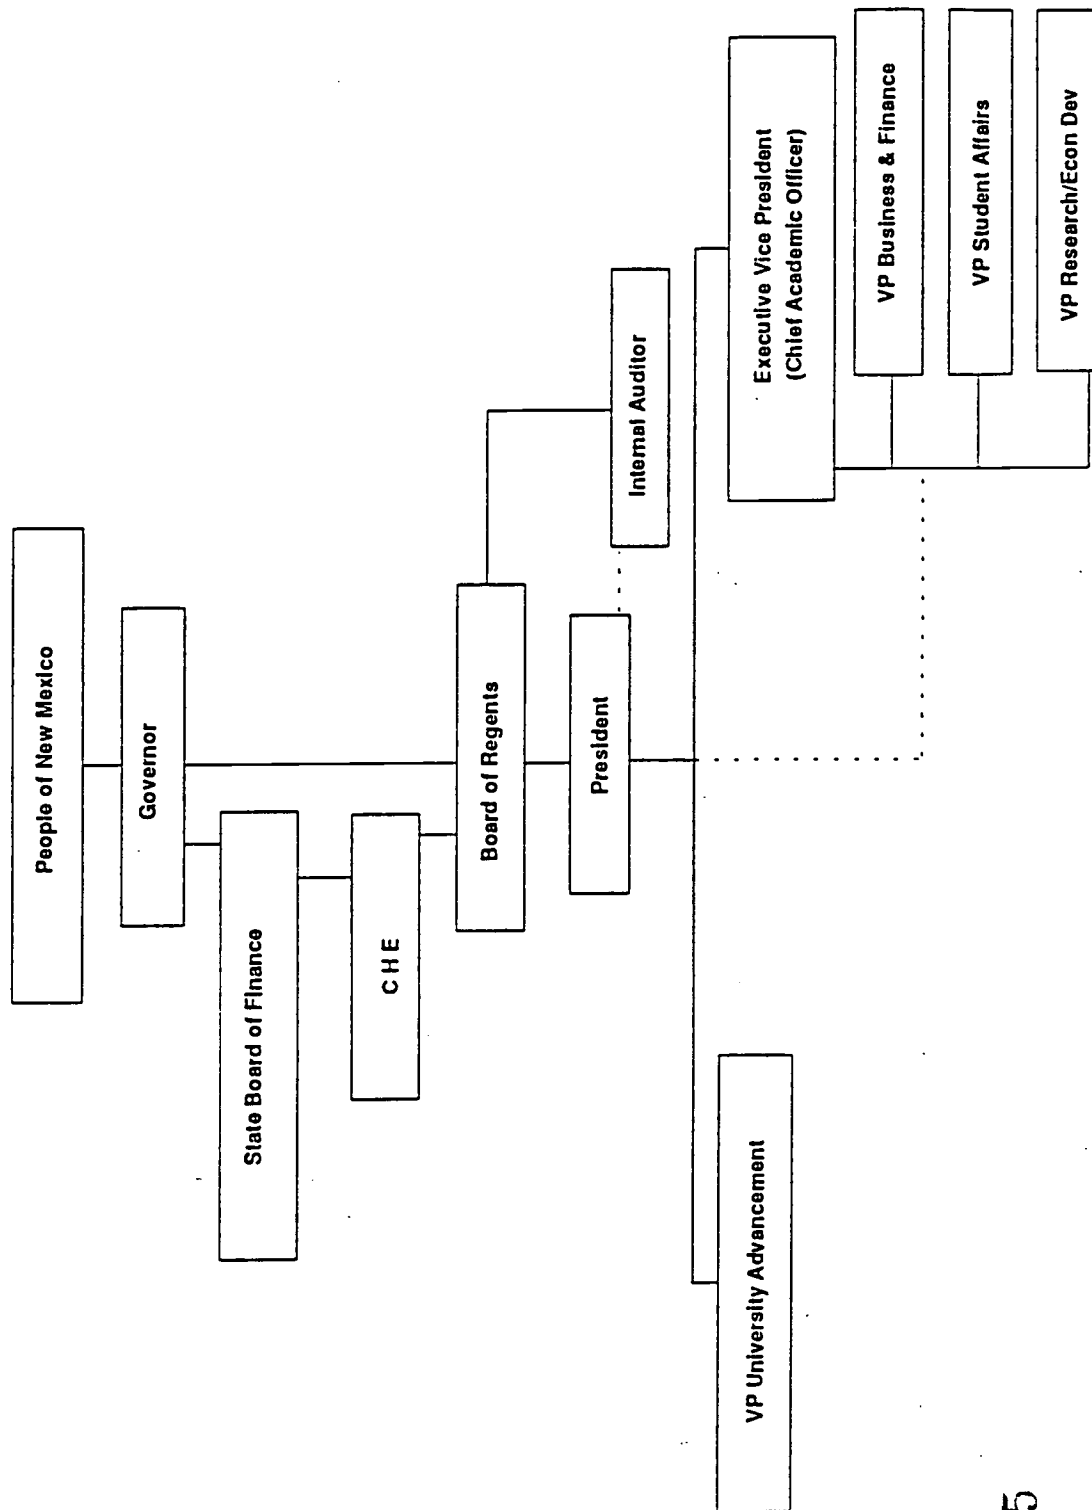 People of New Mexico
Governor
State Board of Finance
C H E
Board of Regents
Internal Auditor
President
VP University Advancement
Executive Vice President
(Chief Academic Officer)
VP Business & Finance
VP Student Affairs
VP Research/Econ Dev
5